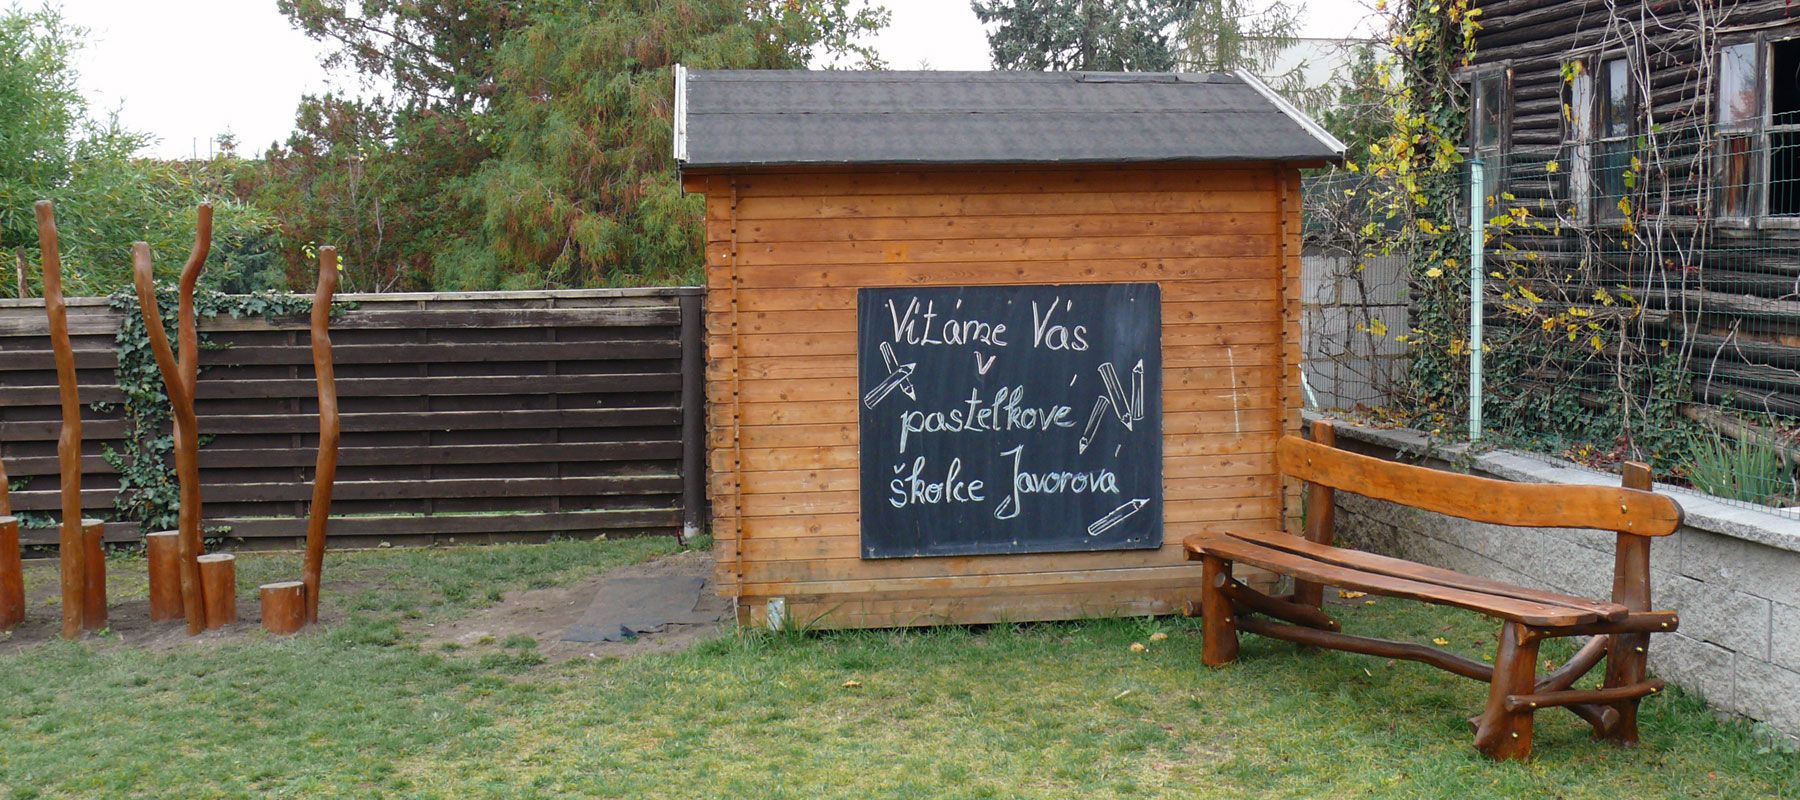 Vítáme Vás
v
pastelkové
školce Javorová